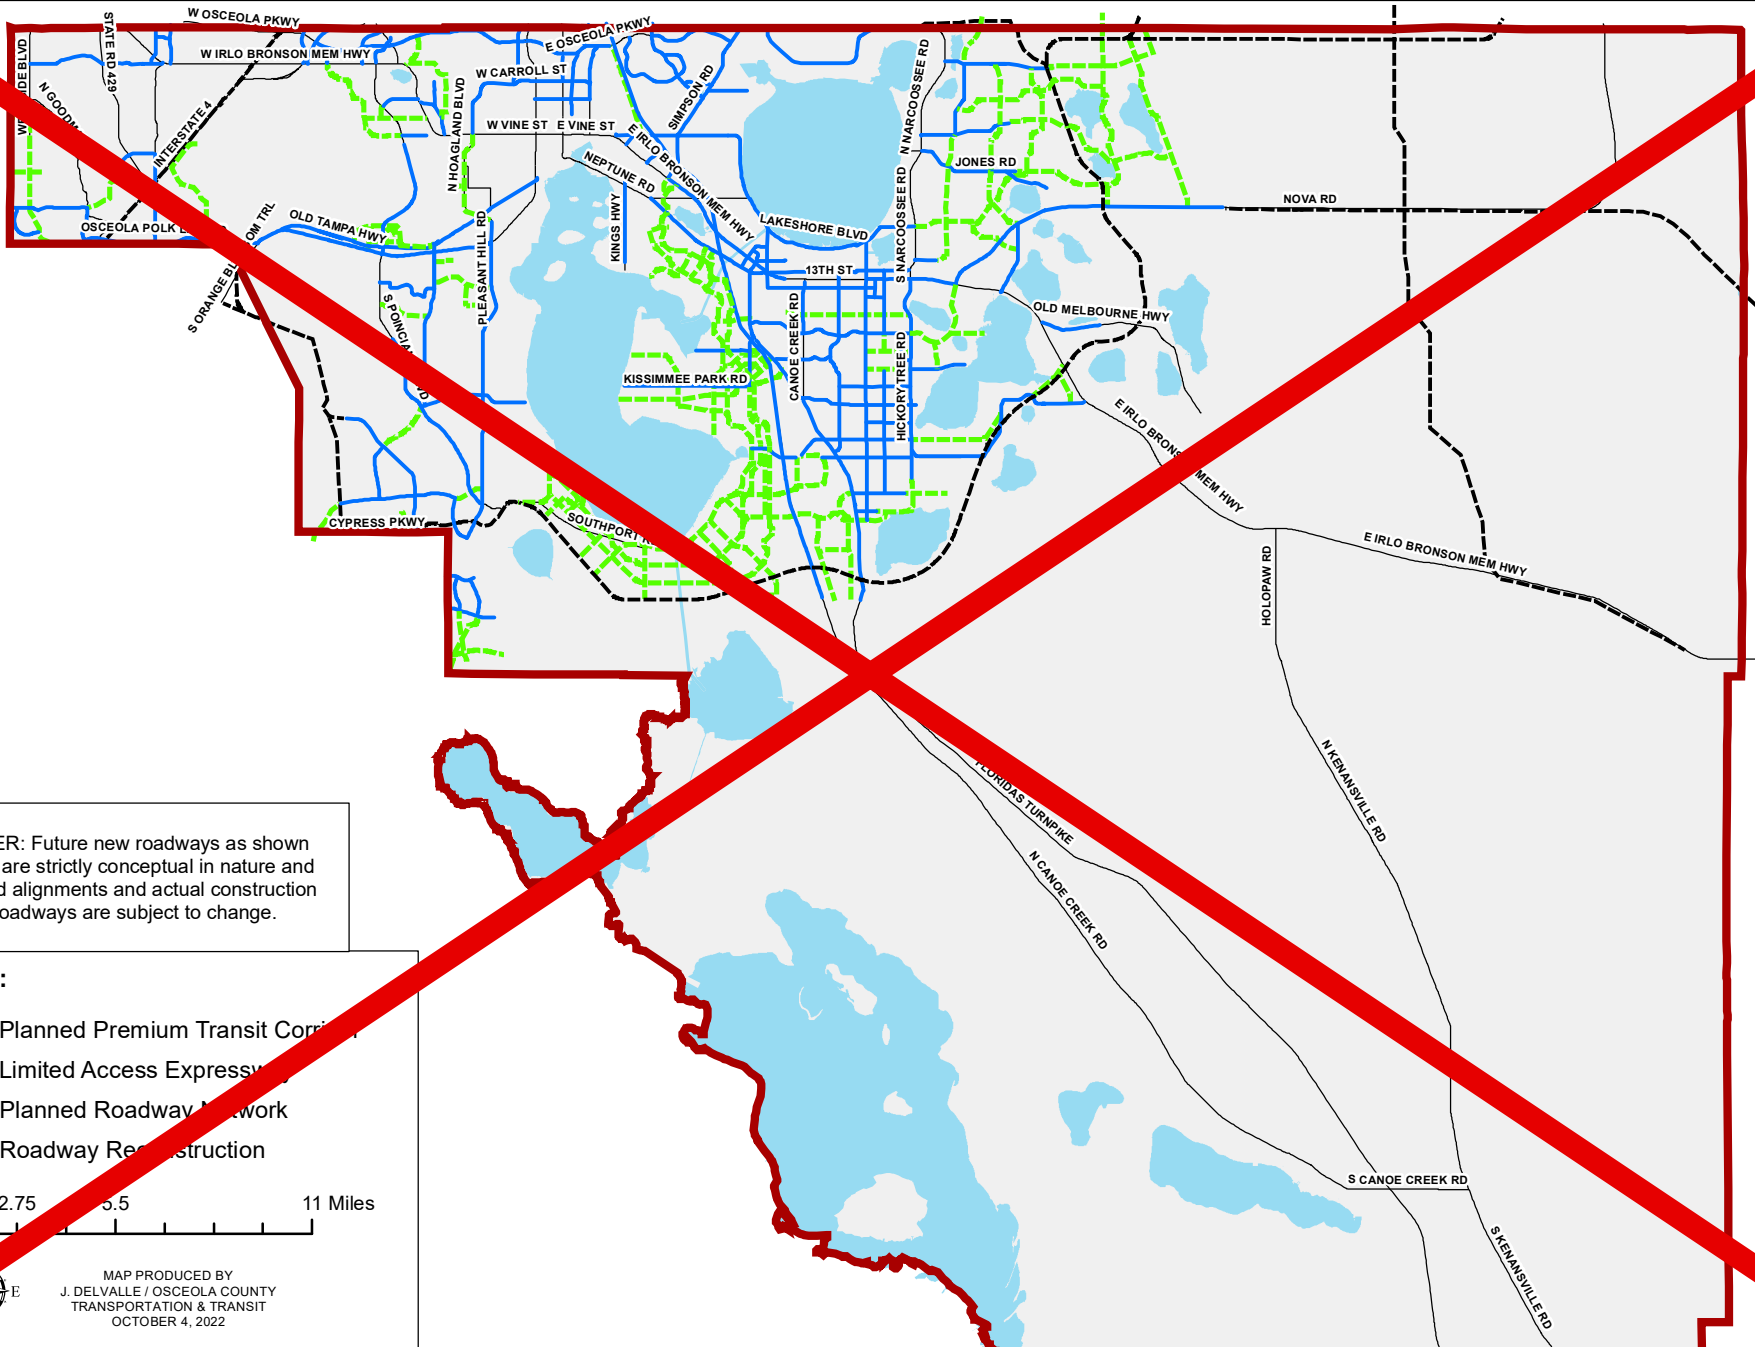 W OSCEOLA PKWY
STATE RD 429
W IRLO BRONSON MEM HWY
E OSCEOLA PKWY
W CARROLL ST
SIMPSON RD
N NARCOOSSEE RD
INTERSTATE 4
N HOAGLAND BLVD
W VINE ST
E VINE ST
E IRLO BRONSON MEM HWY
NEPTUNE RD
JONES RD
NOVA RD
OSCEOLA POLK
OLD TAMPA HWY
PLEASANT HILL RD
KINGS HWY
LAKESHORE BLVD
S NARCOOSSEE RD
13TH ST
S ORANGE
OM TRL
OLD MELBOURNE HWY
CANOE CREEK RD
HICKORY TREE RD
KISSIMMEE PARK RD
E IRLO BRONS
MEM HWY
CYPRESS PKWY
SOUTHPORT
E IRLO BRONSON MEM HWY
HOLOPAW RD
N KENANSVILLE RD
FLORIDAS TURNPIKE
N CANOE CREEK RD
S CANOE CREEK RD
S KENANSVILLE RD
ER: Future new roadways as shown
are strictly conceptual in nature and
d alignments and actual construction
oadways are subject to change.
:
Planned Premium Transit Corri
Limited Access Expressw
Planned Roadway N work
Roadway Rec struction
2.75 5.5 11 Miles
E
MAP PRODUCED BY
J. DELVALLE / OSCEOLA COUNTY
TRANSPORTATION & TRANSIT
OCTOBER 4, 2022